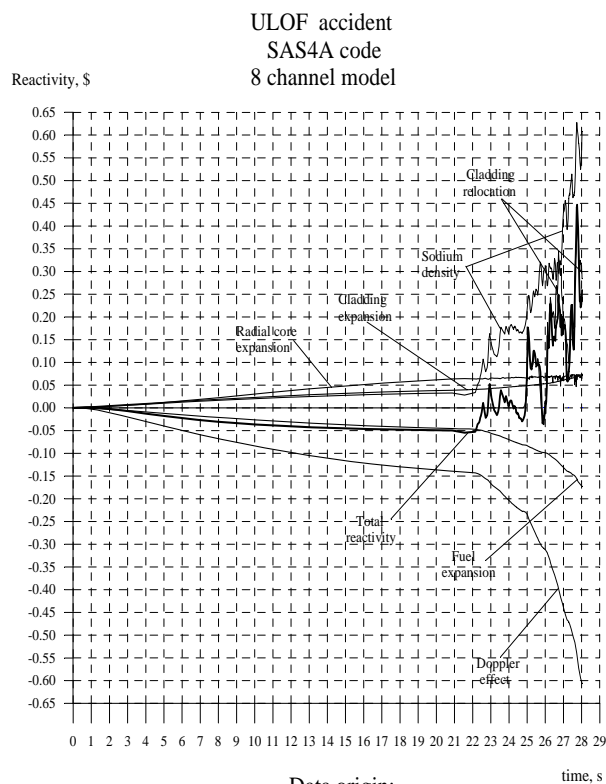 ULOF accident
SAS4A code
8 channel model
Reactivity, $
0.65
0.60
0.55
0.50
0.45
0.40
0.35
0.30
0.25
0.20
0.15
0.10
0.05
0.00
-0.05
-0.10
-0.15
-0.20
-0.25
-0.30
-0.35
-0.40
-0.45
-0.50
-0.55
-0.60
-0.65
Cladding
relocation
Sodium
density
Cladding
expansion
Radial core
expansion
Total
reactivity
Fuel
expansion
Doppler
effect
0 1 2 3 4 5 6 7 8 9 10 11 12 13 14 15 16 17 18 19 20 21 22 23 24 25 26 27 28 29
time, s
Data origin: